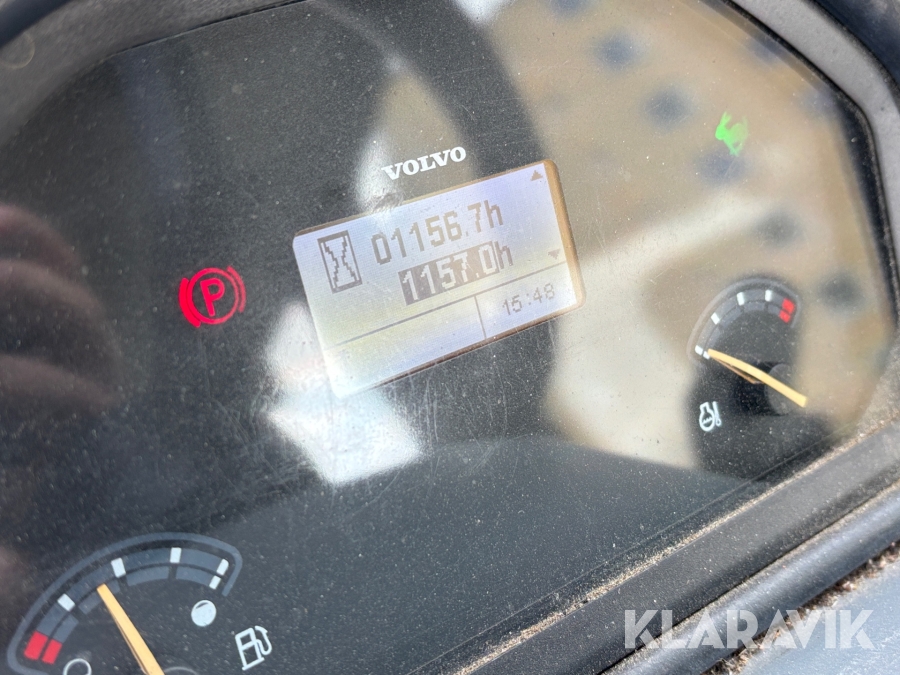 VOLVO
01156.7h
1157.0h
15:48
P
KLARAVIK